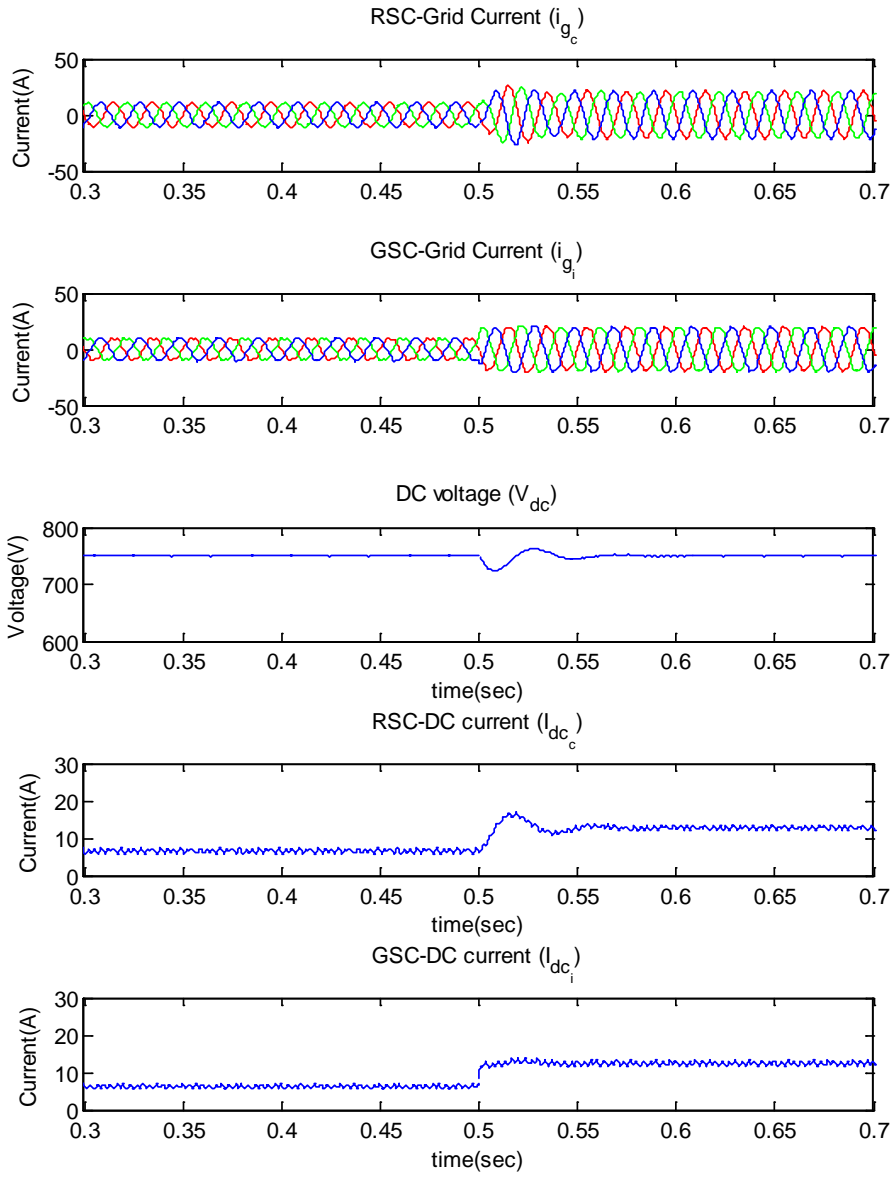 RSC-Grid Current (i_g_c)
Current(A)
50
0
-50
0.3 0.35 0.4 0.45 0.5 0.55 0.6 0.65 0.7
GSC-Grid Current (i_g_i)
Current(A)
50
0
-50
0.3 0.35 0.4 0.45 0.5 0.55 0.6 0.65 0.7
DC voltage (V_dc)
Voltage(V)
800
700
600
0.3 0.35 0.4 0.45 0.5 0.55 0.6 0.65 0.7
time(sec)
RSC-DC current (I_dc_c)
Current(A)
30
20
10
0
0.3 0.35 0.4 0.45 0.5 0.55 0.6 0.65 0.7
time(sec)
GSC-DC current (I_dc_i)
Current(A)
30
20
10
0
0.3 0.35 0.4 0.45 0.5 0.55 0.6 0.65 0.7
time(sec)